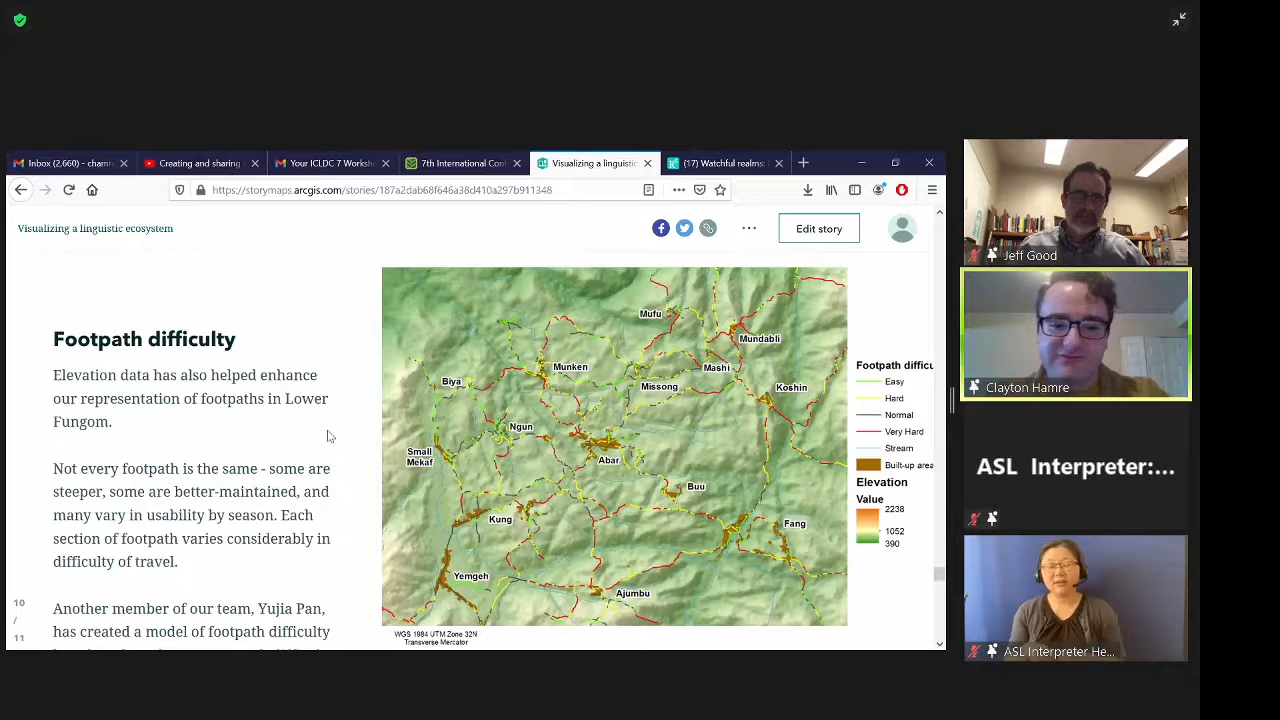 Inbox (2,660) - chamr
Creating and sharing
Your ICLDC 7 Workshop
7th International Con
Visualizing a linguistic
(17) Watchful realms:
https://storymaps.arcgis.com/stories/187a2dab68f646a38d410a297b911348
Visualizing a linguistic ecosystem
Edit story
Footpath difficulty
Elevation data has also helped enhance
our representation of footpaths in Lower
Fungom.
Not every footpath is the same - some are
steeper, some are better-maintained, and
many vary in usability by season. Each
section of footpath varies considerably in
difficulty of travel.
Another member of our team, Yujia Pan,
has created a model of footpath difficulty
10
/
11
Mufu
Mundabli
Munken
Mashi
Biya
Missong
Koshin
Ngun
Small
Mekaf
Abar
Buu
Kung
Fang
Yemgeh
Ajumbu
WGS 1984 UTM Zone 32N
Transverse Mercator
Footpath difficu
Easy
Hard
Normal
Very Hard
Stream
Built-up area
Elevation
Value
2238
1052
390
Jeff Good
Clayton Hamre
ASL Interpreter:...
ASL Interpreter He...